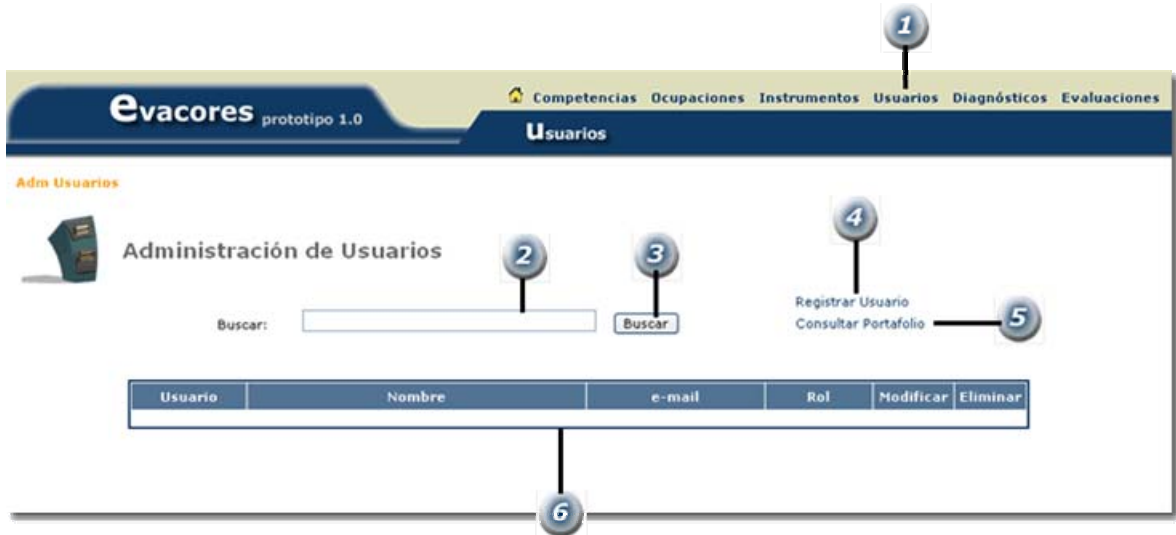 1
Competencias Ocupaciones Instrumentos Usuarios Diagnósticos Evaluaciones
evacores prototipo 1.0
Usuarios
Adm Usuarios
Administración de Usuarios
2
3
4
Registrar Usuario
Buscar:
Buscar
Consultar Portafolio
5
Usuario Nombre e-mail Rol Modificar Eliminar
6